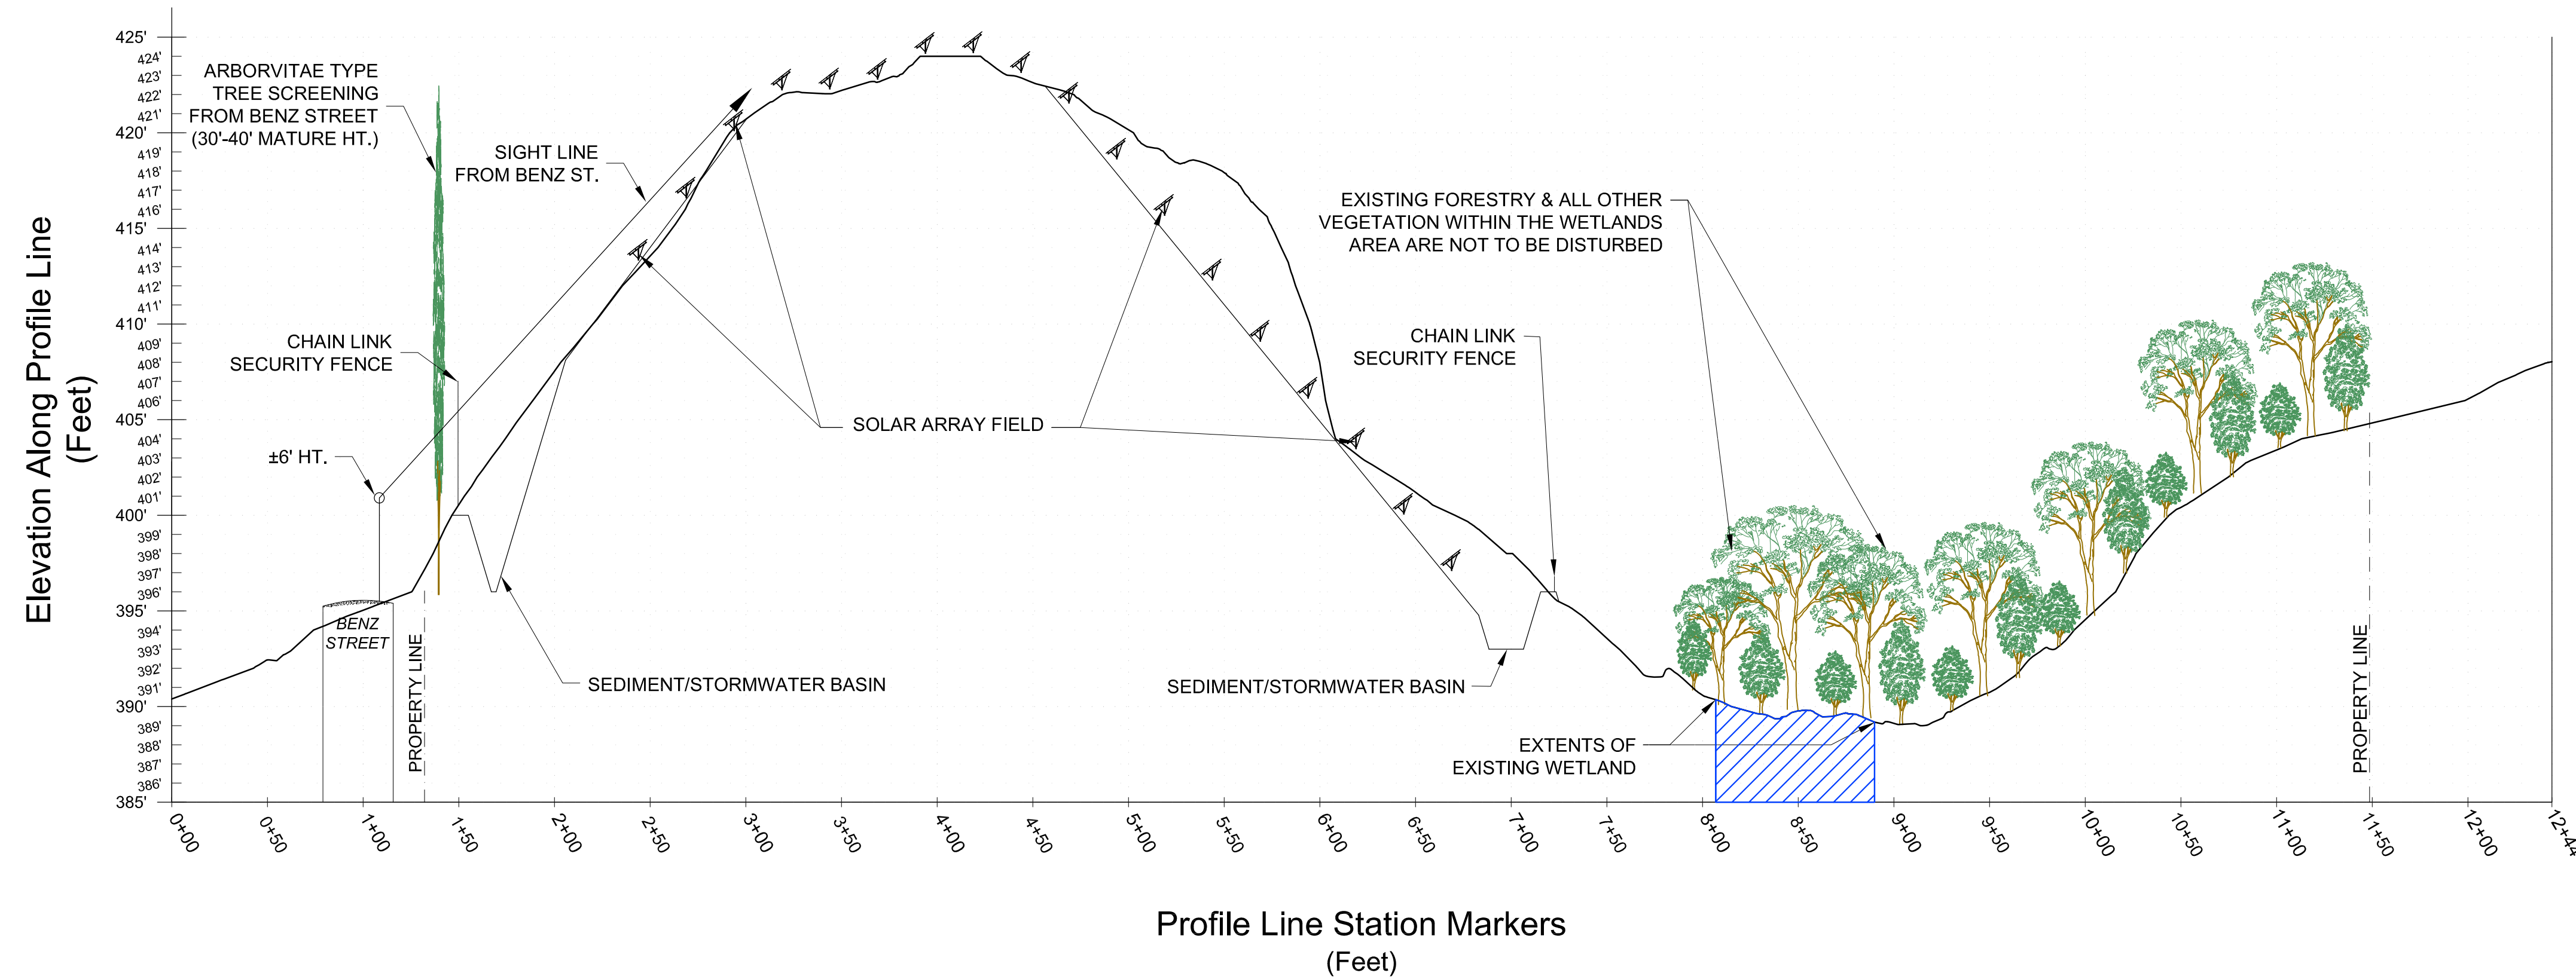 Elevation Along Profile Line
(Feet)
425'
424'
423'
422'
421'
420'
419'
418'
417'
416'
415'
414'
413'
412'
411'
410'
409'
408'
407'
406'
405'
404'
403'
402'
401'
400'
399'
398'
397'
396'
395'
394'
393'
392'
391'
390'
389'
388'
387'
386'
385'
ARBORVITAE TYPE
TREE SCREENING
FROM BENZ STREET
(30'-40' MATURE HT.)
SIGHT LINE
FROM BENZ ST.
CHAIN LINK
SECURITY FENCE
±6' HT.
BENZ
STREET
PROPERTY LINE
SEDIMENT/STORMWATER BASIN
SOLAR ARRAY FIELD
EXISTING FORESTRY & ALL OTHER
VEGETATION WITHIN THE WETLANDS
AREA ARE NOT TO BE DISTURBED
CHAIN LINK
SECURITY FENCE
SEDIMENT/STORMWATER BASIN
EXTENTS OF
EXISTING WETLAND
PROPERTY LINE
0+00
0+50
1+00
1+50
2+00
2+50
3+00
3+50
4+00
4+50
5+00
5+50
6+00
6+50
7+00
7+50
8+00
8+50
9+00
9+50
10+00
10+50
11+00
11+50
12+00
12+44
Profile Line Station Markers
(Feet)